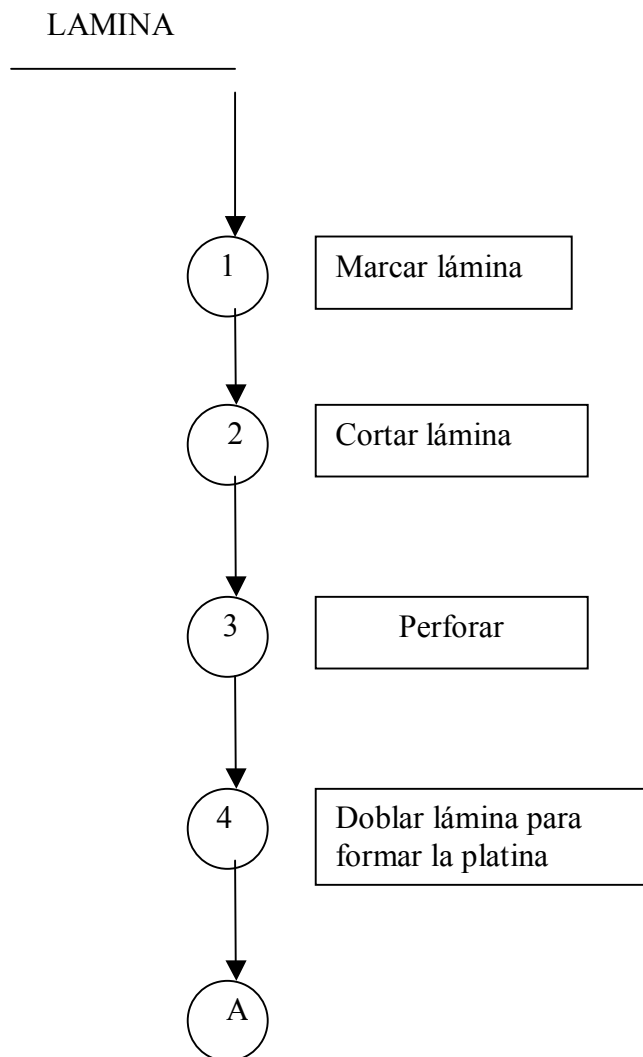 LAMINA
1
Marcar lámina
2
Cortar lámina
3
Perforar
4
Doblar lámina para
formar la platina
A